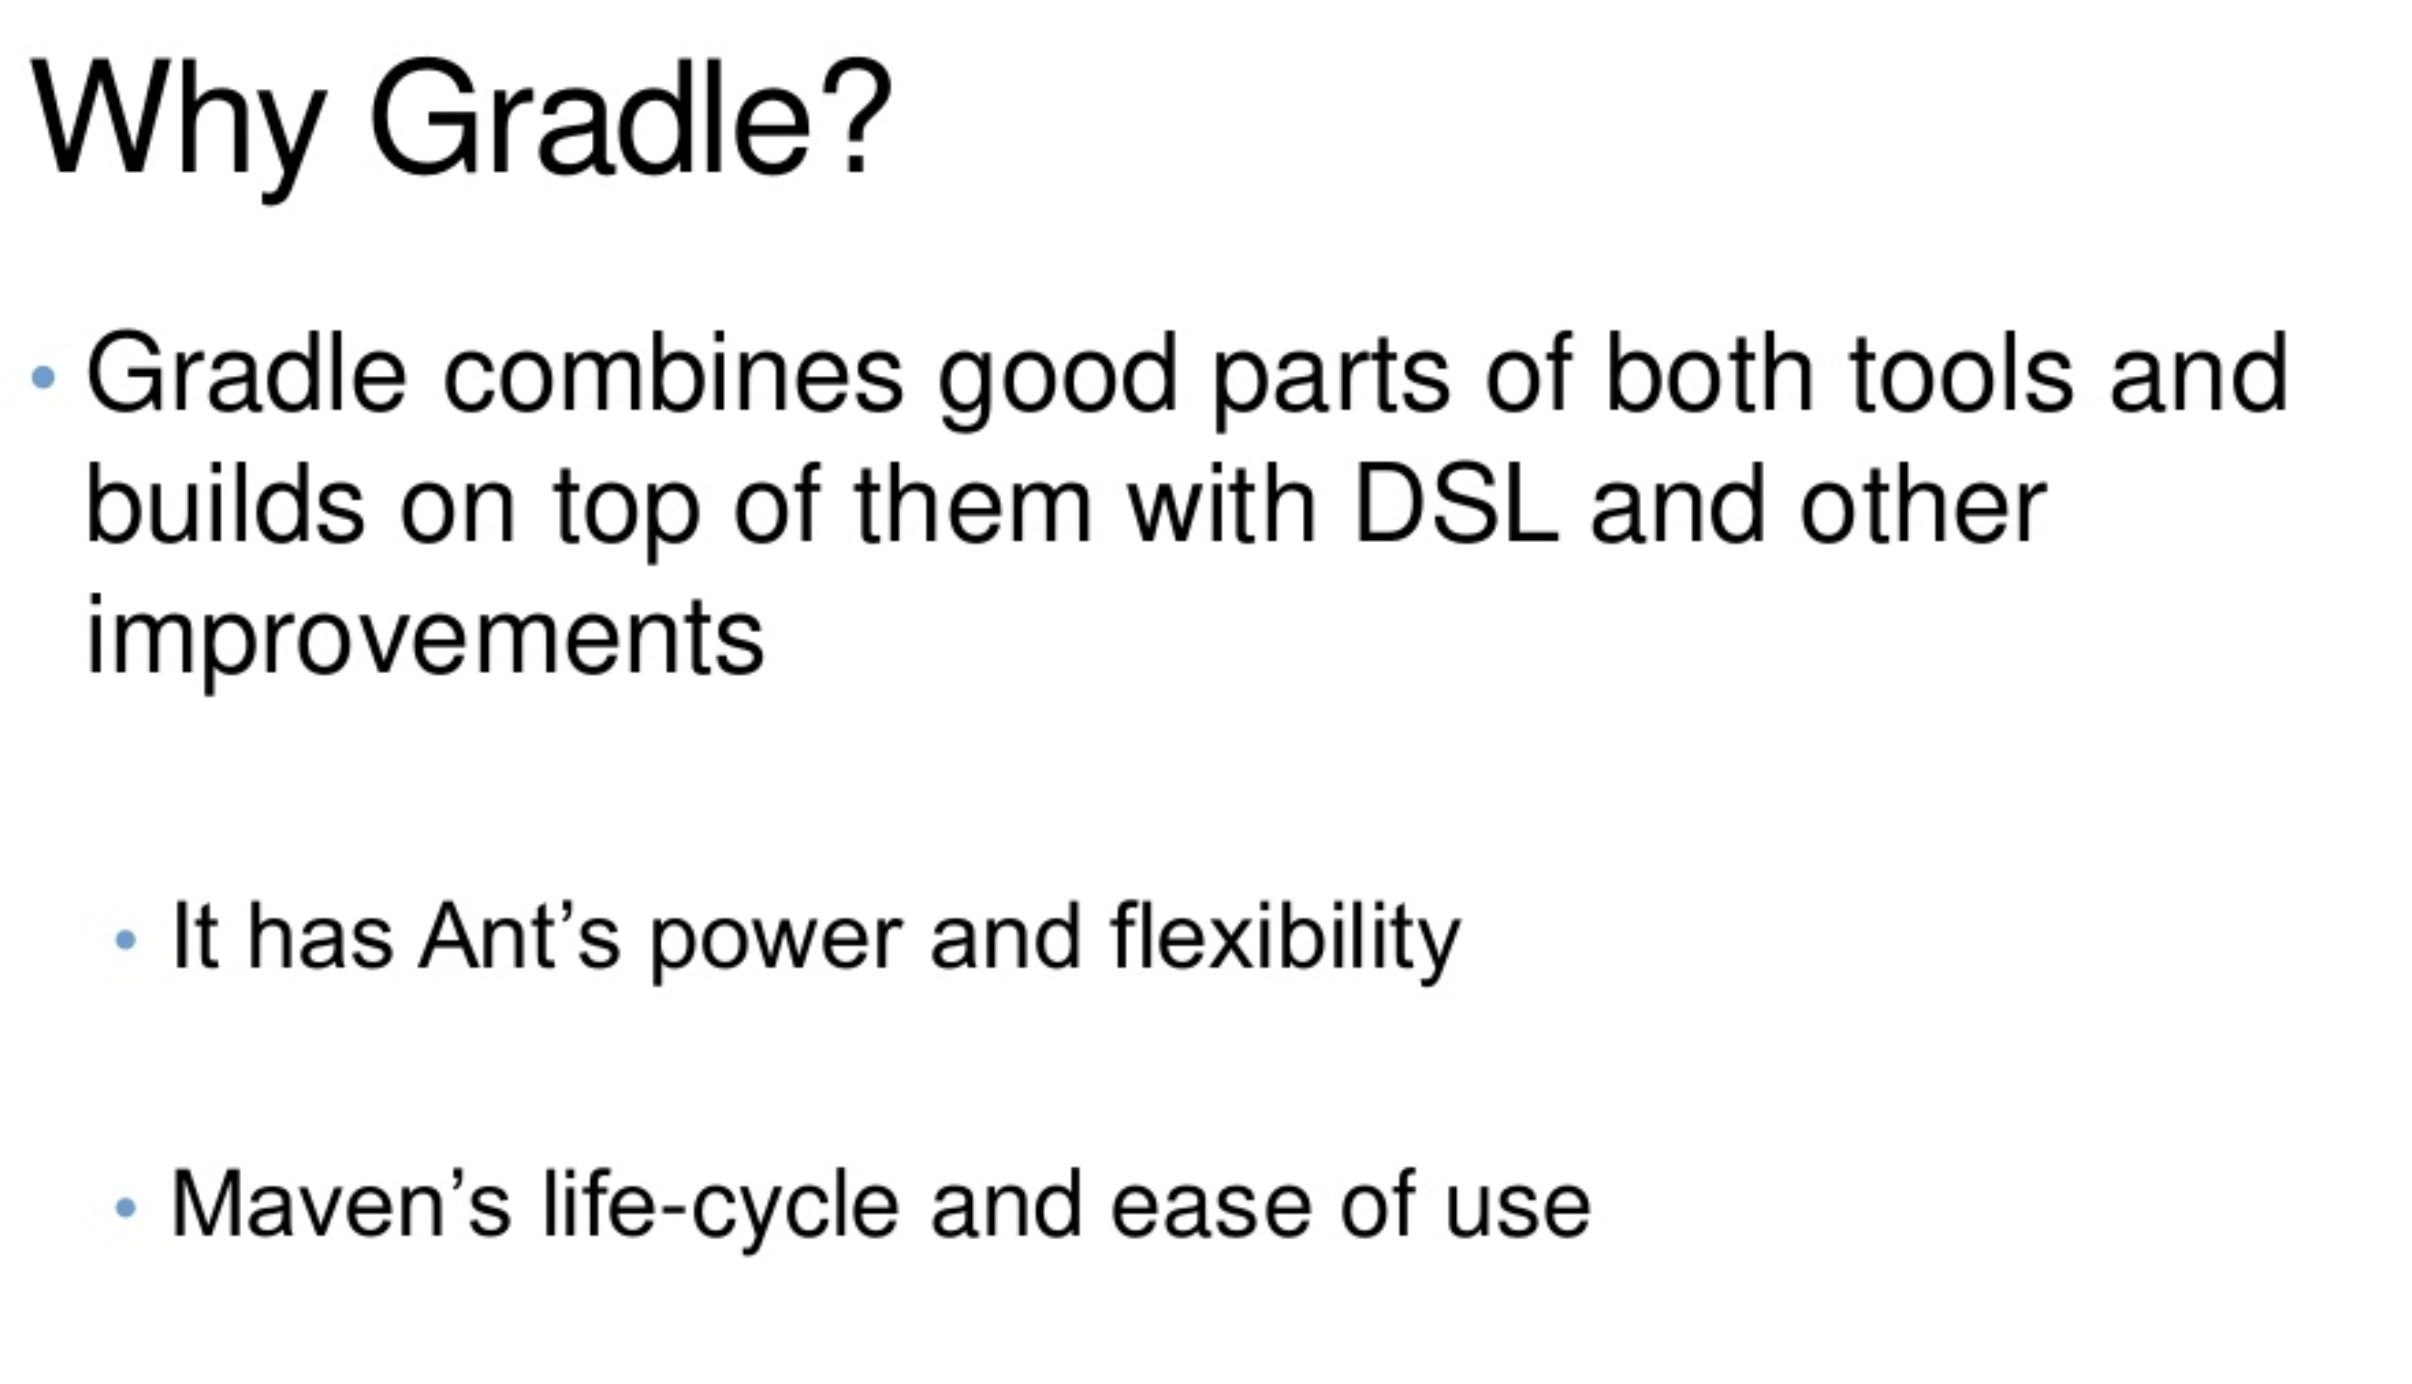 Why Gradle?
• Gradle combines good parts of both tools and
builds on top of them with DSL and other
improvements
• It has Ant’s power and flexibility
• Maven’s life-cycle and ease of use